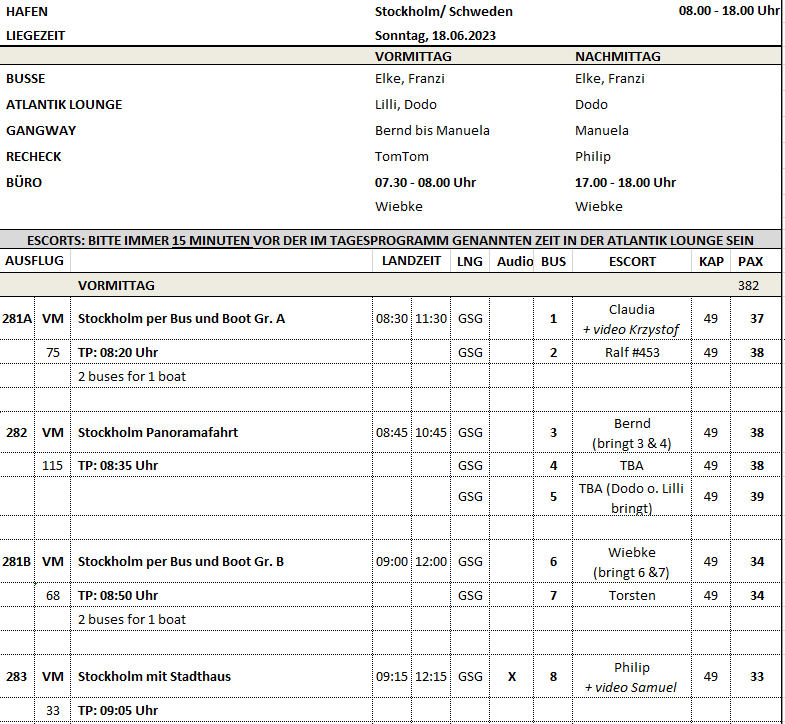 HAFEN Stockholm/ Schweden 08.00 - 18.00 Uhr
LIEGEZEIT Sonntag, 18.06.2023
VORMITTAG NACHMITTAG
BUSSE Elke, Franzi Elke, Franzi
ATLANTIK LOUNGE Lilli, Dodo Dodo
GANGWAY Bernd bis Manuela Manuela
RECHECK TomTom Philip
BÜRO 07.30 - 08.00 Uhr 17.00 - 18.00 Uhr
Wiebke Wiebke
ESCORTS: BITTE IMMER 15 MINUTEN VOR DER IM TAGESPROGRAMM GENANNTEN ZEIT IN DER ATLANTIK LOUNGE SEIN
AUSFLUG LANDZEIT LNG Audio BUS ESCORT KAP PAX
VORMITTAG 382
281A VM Stockholm per Bus und Boot Gr. A 08:30 11:30 GSG 1 Claudia 49 37
+ video Krzystof
75 TP: 08:20 Uhr GSG 2 Ralf #453 49 38
2 buses for 1 boat
282 VM Stockholm Panoramafahrt 08:45 10:45 GSG 3 Bernd 49 38
(bringt 3 & 4)
115 TP: 08:35 Uhr GSG 4 TBA 49 38
GSG 5 TBA (Dodo o. Lilli 49 39
bringt)
281B VM Stockholm per Bus und Boot Gr. B 09:00 12:00 GSG 6 Wiebke 49 34
(bringt 6 &7)
68 TP: 08:50 Uhr GSG 7 Torsten 49 34
2 buses for 1 boat
283 VM Stockholm mit Stadthaus 09:15 12:15 GSG X 8 Philip 49 33
+ video Samuel
33 TP: 09:05 Uhr